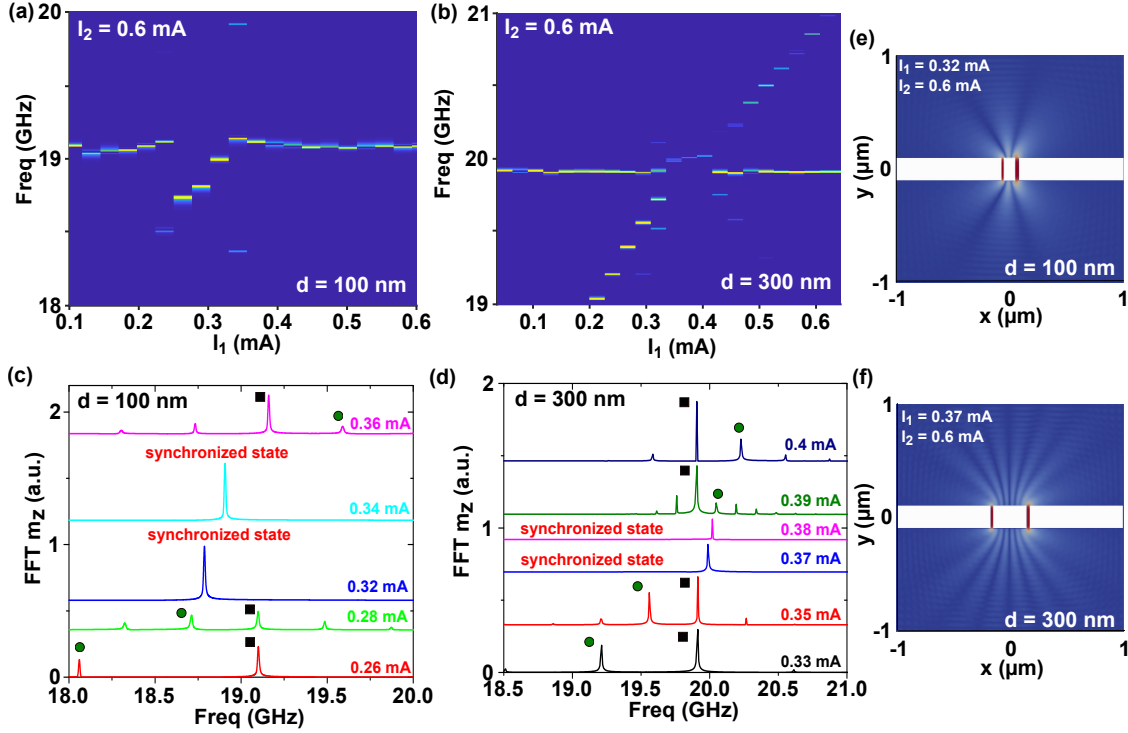 (a)
I2 = 0.6 mA
20
19
18
Freq (GHz)
d = 100 nm
0.1 0.2 0.3 0.4 0.5 0.6
I1 (mA)
(b)
I2 = 0.6 mA
21
20
19
Freq (GHz)
d = 300 nm
0.1 0.2 0.3 0.4 0.5 0.6
I1 (mA)
(e)
I1 = 0.32 mA
I2 = 0.6 mA
1
0
-1
y (µm)
d = 100 nm
-1 0 1
x (µm)
(c)
d = 100 nm
2
1
0
FFT mz (a.u.)
0.36 mA
synchronized state
0.34 mA
synchronized state
0.32 mA
0.28 mA
0.26 mA
18.0 18.5 19.0 19.5 20.0
Freq (GHz)
(d)
d = 300 nm
2
1
0
FFT mz (a.u.)
0.4 mA
0.39 mA
synchronized state 0.38 mA
synchronized state 0.37 mA
0.35 mA
0.33 mA
18.5 19.0 19.5 20.0 20.5 21.0
Freq (GHz)
(f)
I1 = 0.37 mA
I2 = 0.6 mA
1
0
-1
y (µm)
d = 300 nm
-1 0 1
x (µm)